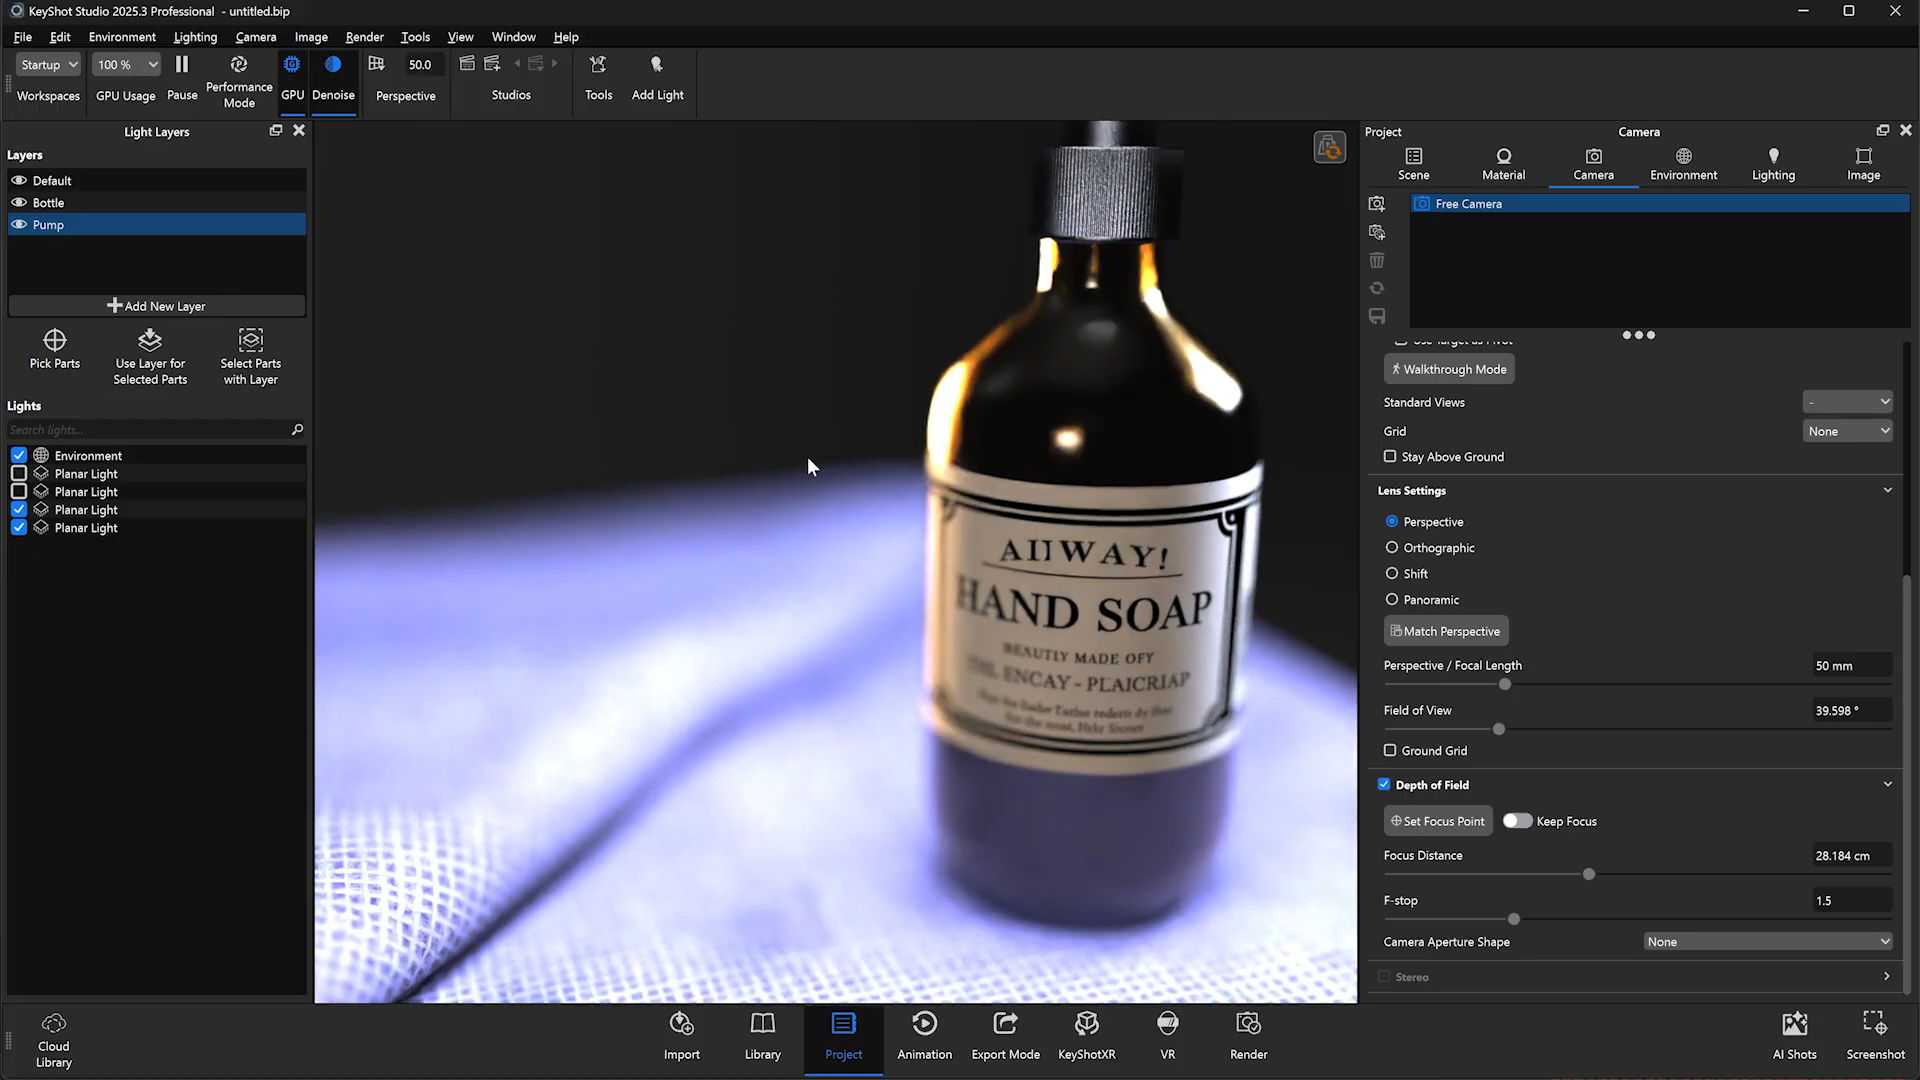 KeyShot Studio 2025.3 Professional - untitled.bip
File Edit Environment Lighting Camera Image Render Tools View Window Help
Startup 100 % 50.0
Workspaces GPU Usage Pause Performance Mode GPU Denoise Perspective Studios Tools Add Light
Light Layers
Layers
Default
Bottle
Pump
Add New Layer
Pick Parts
Use Layer for Selected Parts
Select Parts with Layer
Lights
Search lights...
Environment
Planar Light
Planar Light
Planar Light
Planar Light
HAND SOAP
BEAUTIY MADE OFY
ENCAY - PLAICRIAP
Project Camera
Scene Material Camera Environment Lighting Image
Free Camera
Use Target as Pivot
Walkthrough Mode
Standard Views -
Grid None
Stay Above Ground
Lens Settings
Perspective
Orthographic
Shift
Panoramic
Match Perspective
Perspective / Focal Length 50 mm
Field of View 39.598 °
Ground Grid
Depth of Field
Set Focus Point Keep Focus
Focus Distance 28.184 cm
F-stop 1.5
Camera Aperture Shape None
Stereo
Cloud Library
Import Library Project Animation Export Mode KeyShotXR VR Render
AI Shots Screenshot